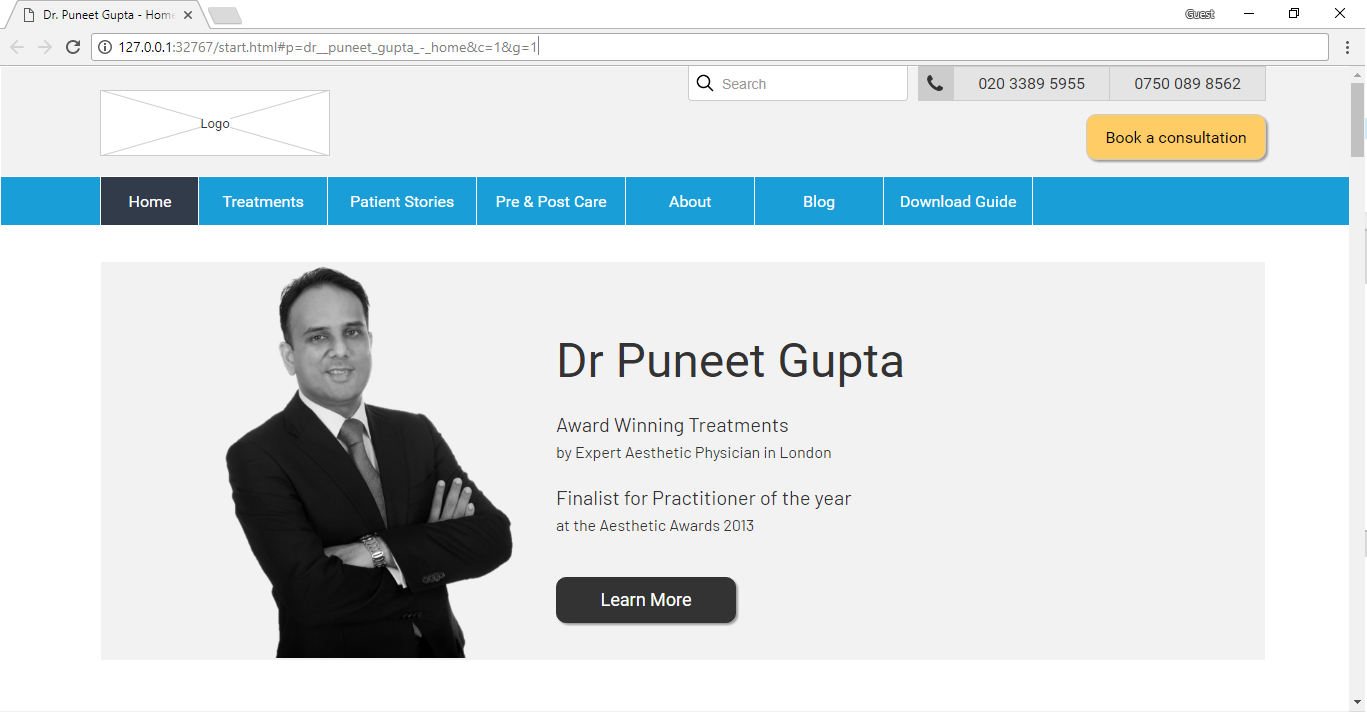 Dr. Puneet Gupta - Home
Guest
127.0.0.1:32767/start.html#p=dr__puneet_gupta_-_home&c=1&g=1
Search
020 3389 5955
0750 089 8562
Logo
Book a consultation
Home
Treatments
Patient Stories
Pre & Post Care
About
Blog
Download Guide
Dr Puneet Gupta
Award Winning Treatments
by Expert Aesthetic Physician in London
Finalist for Practitioner of the year
at the Aesthetic Awards 2013
Learn More